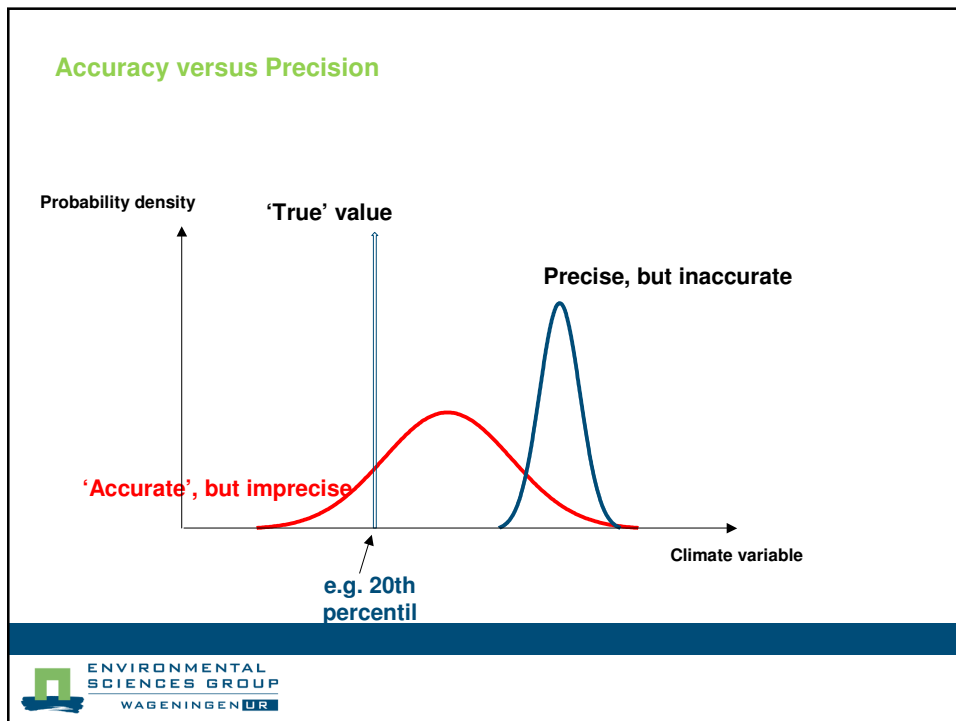 Accuracy versus Precision
Probability density
‘True’ value
Precise, but inaccurate
‘Accurate’, but imprecise
Climate variable
e.g. 20th
percentil
ENVIRONMENTAL
SCIENCES GROUP
WAGENINGEN UR